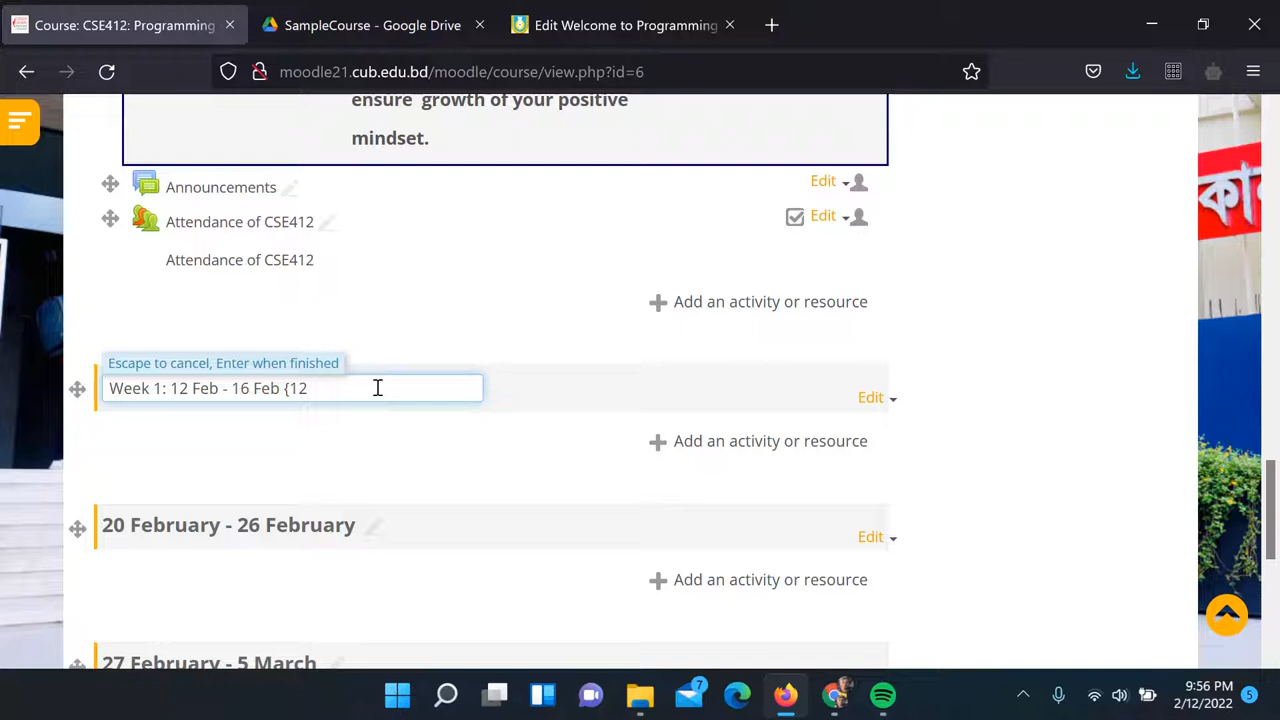 Course: CSE412: Programming
SampleCourse - Google Drive
Edit Welcome to Programming
moodle21.cub.edu.bd/moodle/course/view.php?id=6
ensure growth of your positive
mindset.
Announcements
Edit
Attendance of CSE412
Edit
Attendance of CSE412
Add an activity or resource
Escape to cancel, Enter when finished
Week 1: 12 Feb - 16 Feb {12
Edit
Add an activity or resource
20 February - 26 February
Edit
Add an activity or resource
27 February - 5 March
7
9:56 PM
2/12/2022
5